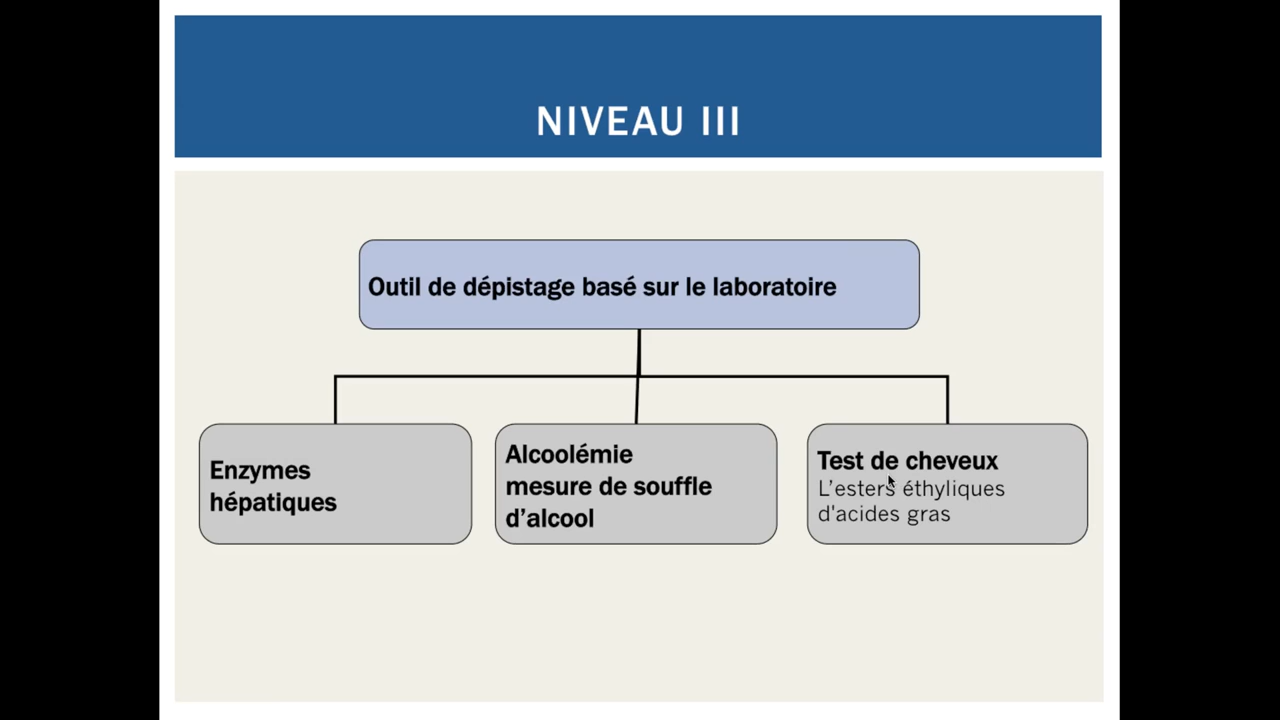 NIVEAU III
Outil de dépistage basé sur le laboratoire
Enzymes
hépatiques
Alcoolémie
mesure de souffle
d’alcool
Test de cheveux
L’esters éthyliques
d'acides gras